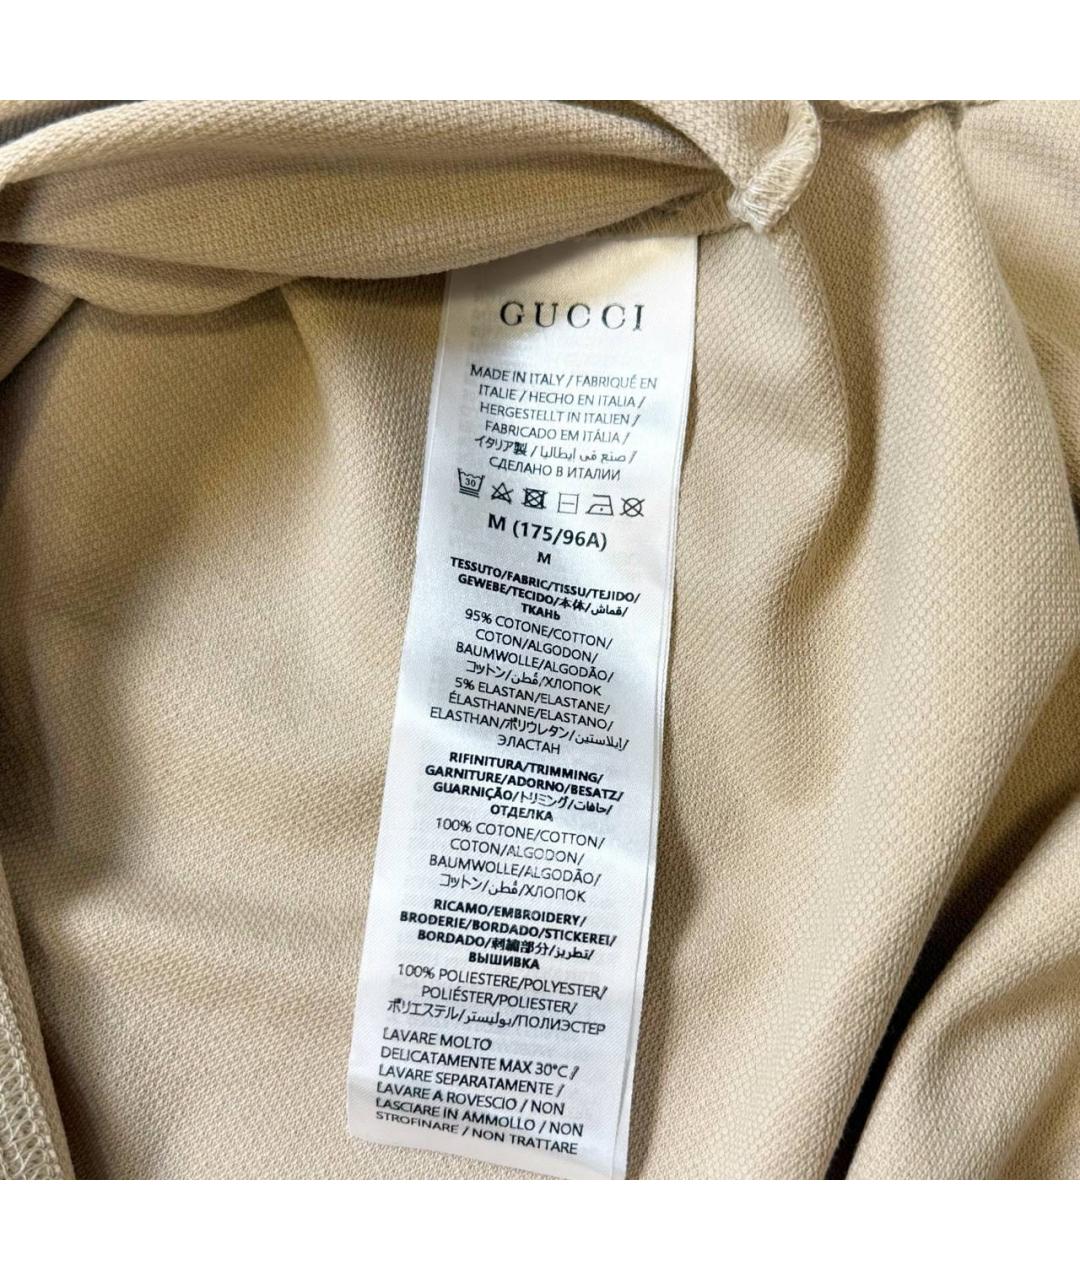 GUCCI
MADE IN ITALY / FABRIQUÉ EN
ITALIE / HECHO EN ITALIA /
HERGESTELLT IN ITALIEN /
FABRICADO EM ITÁLIA /
イタリア製 / صنع في إيطاليا /
СДЕЛАНО В ИТАЛИИ
30
M (175/96A)
M
TESSUTO/FABRIC/TISSU/TEJIDO/
GEWEBE/TECIDO/本体/قماش/
ТКАНЬ
95% COTONE/COTTON/
COTON/ALGODON/
BAUMWOLLE/ALGODÃO/
コットン/قُطن/ХЛОПОК
5% ELASTAN/ELASTANE/
ÉLASTHANNE/ELASTANO/
ELASTHAN/ポリウレタン/إيلاستين/
ЭЛАСТАН
RIFINITURA/TRIMMING/
GARNITURE/ADORNO/BESATZ/
GUARNIÇÃO/トリミング/حافات/
ОТДЕЛКА
100% COTONE/COTTON/
COTON/ALGODON/
BAUMWOLLE/ALGODÃO/
コットン/قُطن/ХЛОПОК
RICAMO/EMBROIDERY/
BRODERIE/BORDADO/STICKEREI/
BORDADO/刺繍部分/تطريز/
ВЫШИВКА
100% POLIESTERE/POLYESTER/
POLIÉSTER/POLIESTER/
ポリエステル/بوليستر/ПОЛИЭСТЕР
LAVARE MOLTO
DELICATAMENTE MAX 30°C /
LAVARE SEPARATAMENTE /
LAVARE A ROVESCIO / NON
LASCIARE IN AMMOLLO / NON
STROFINARE / NON TRATTARE